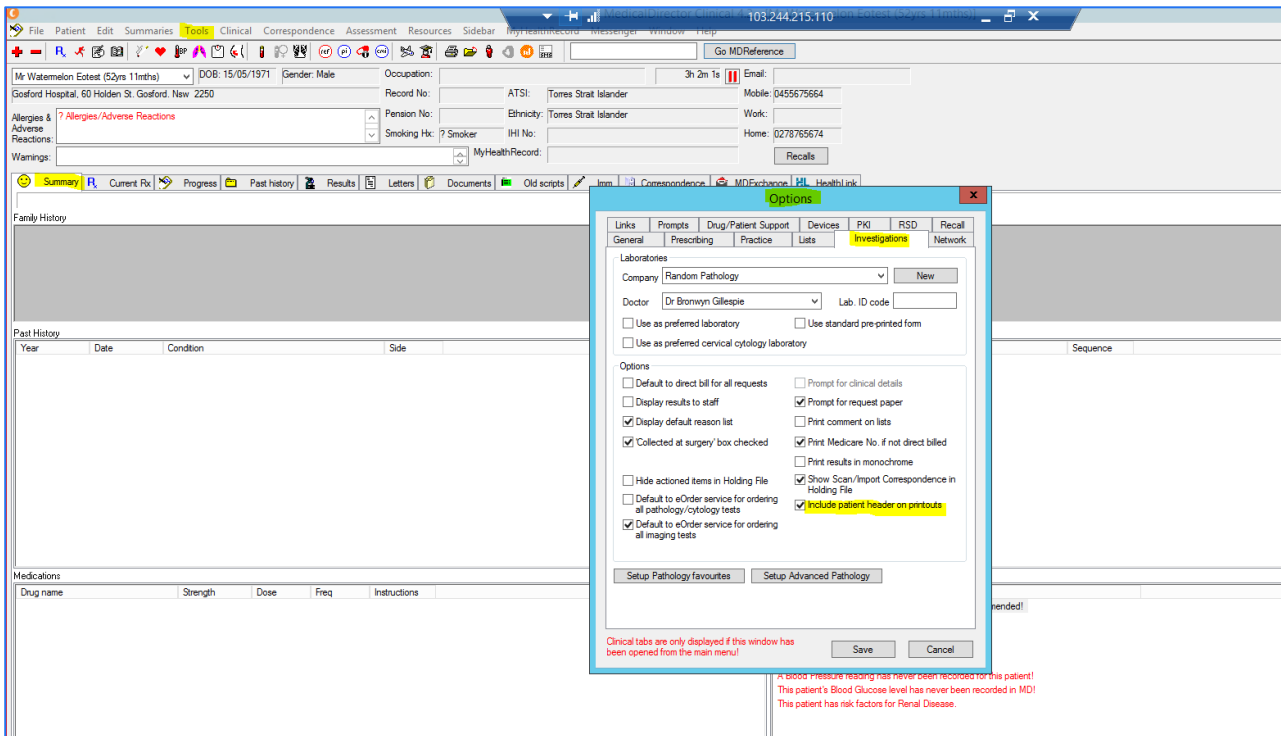 MedicalDirector Clinical 103.244.215.110 on Eotest (52yrs 11mths)
File Patient Edit Summaries Tools Clinical Correspondence Assessment Resources Sidebar MyHealthRecord Messenger Window Help
Go MDReference
Mr Watermelon Eotest (52yrs 11mths) DOB: 15/05/1971 Gender: Male Occupation: 3h 2m 1s Email:
Gosford Hospital, 60 Holden St. Gosford. Nsw 2250 Record No: ATSI: Torres Strait Islander Mobile: 0455675664
Allergies & Adverse Reactions: ? Allergies/Adverse Reactions Pension No: Ethnicity: Torres Strait Islander Work:
Smoking Hx: ? Smoker IHI No: Home: 0278765674
Warnings: MyHealthRecord: Recalls
Summary Current Rx Progress Past history Results Letters Documents Old scripts Imm. Correspondence MDExchange HealthLink
Family History
Past History
Year Date Condition Side Sequence
Medications
Drug name Strength Dose Freq Instructions
Options
Links Prompts Drug/Patient Support Devices PKI RSD Recall
General Prescribing Practice Lists Investigations Network
Laboratories
Company Random Pathology New
Doctor Dr Bronwyn Gillespie Lab. ID code
Use as preferred laboratory Use standard pre-printed form
Use as preferred cervical cytology laboratory
Options
Default to direct bill for all requests Prompt for clinical details
Display results to staff Prompt for request paper
Display default reason list Print comment on lists
'Collected at surgery' box checked Print Medicare No. if not direct billed
Print results in monochrome
Hide actioned items in Holding File Show Scan/Import Correspondence in
Holding File
Default to eOrder service for ordering
all pathology/cytology tests Include patient header on printouts
Default to eOrder service for ordering
all imaging tests
Setup Pathology favourites Setup Advanced Pathology
Clinical tabs are only displayed if this window has
been opened from the main menu! Save Cancel
mended!
A Blood Pressure reading has never been recorded for this patient!
This patient's Blood Glucose level has never been recorded in MD!
This patient has risk factors for Renal Disease.